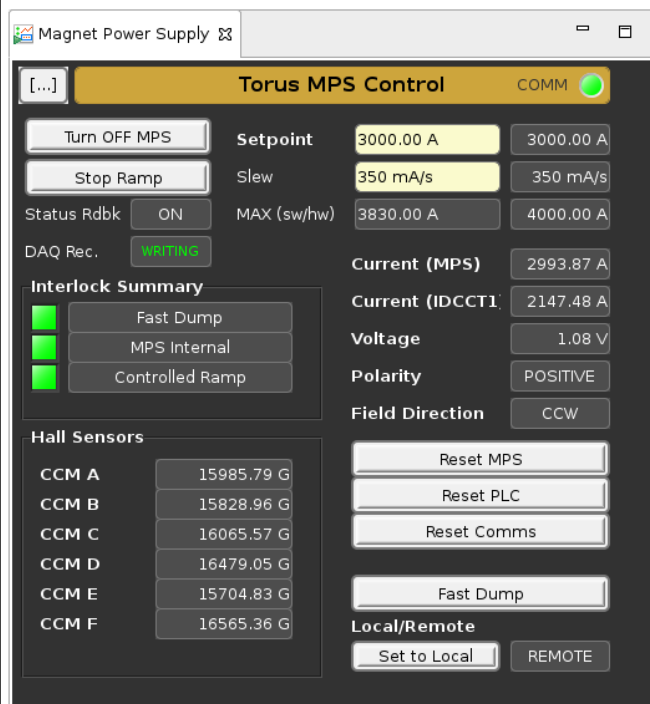 Magnet Power Supply
[...] Torus MPS Control COMM
Turn OFF MPS Setpoint 3000.00 A 3000.00 A
Stop Ramp Slew 350 mA/s 350 mA/s
Status Rdbk ON MAX (sw/hw) 3830.00 A 4000.00 A
DAQ Rec. WRITING
Current (MPS) 2993.87 A
Interlock Summary
Current (IDCCT1) 2147.48 A
Fast Dump
Voltage 1.08 V
MPS Internal
Polarity POSITIVE
Controlled Ramp
Field Direction CCW
Hall Sensors
CCM A 15985.79 G
CCM B 15828.96 G
CCM C 16065.57 G
CCM D 16479.05 G
CCM E 15704.83 G
CCM F 16565.36 G
Reset MPS
Reset PLC
Reset Comms
Fast Dump
Local/Remote
Set to Local REMOTE